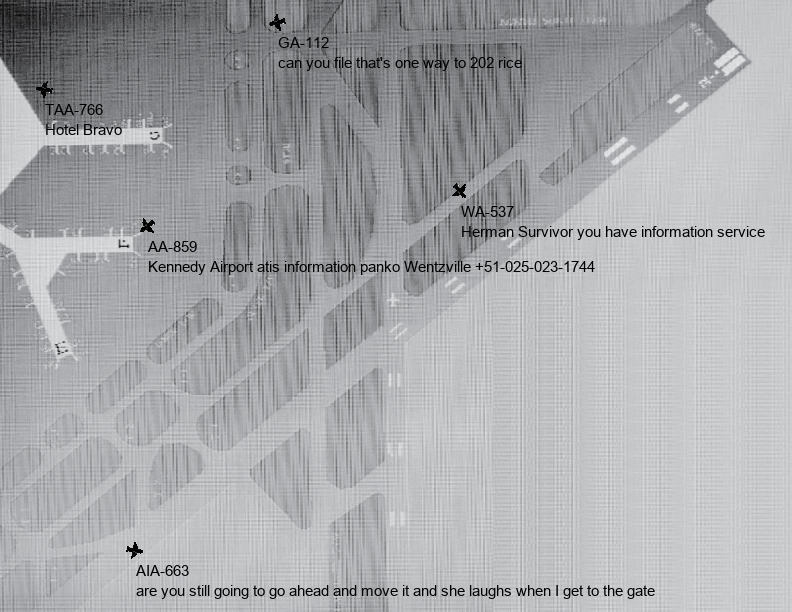 GA-112
can you file that's one way to 202 rice
TAA-766
Hotel Bravo
WA-537
Herman Survivor you have information service
AA-859
Kennedy Airport atis information panko Wentzville +51-025-023-1744
AIA-663
are you still going to go ahead and move it and she laughs when I get to the gate